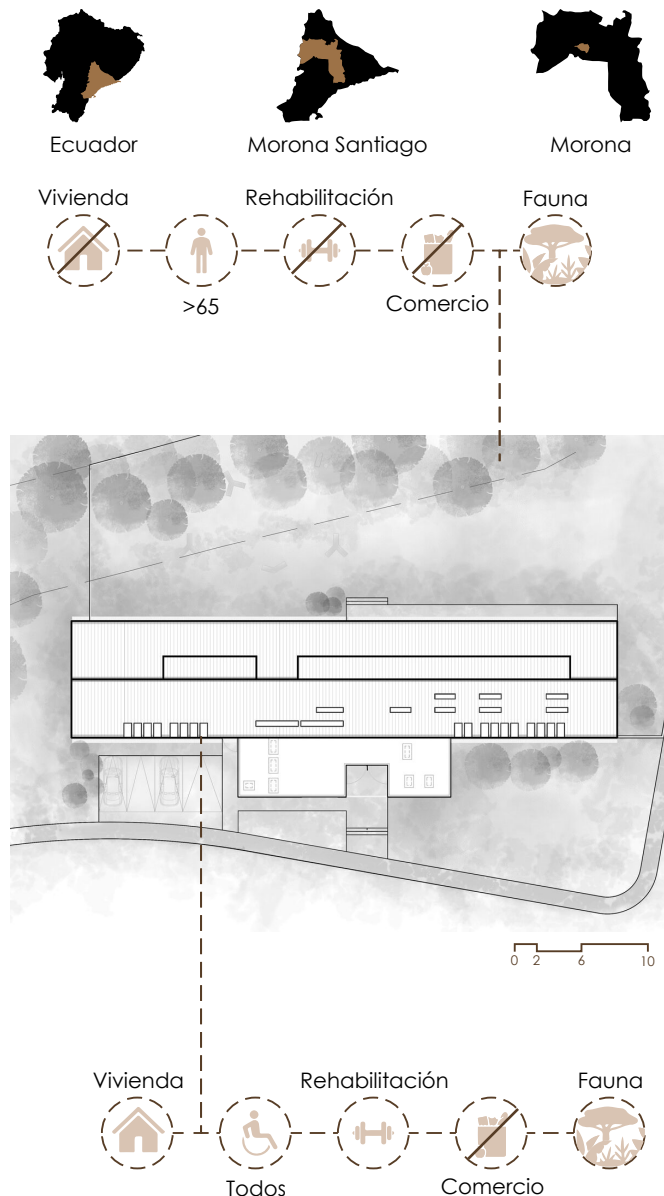 Ecuador
Morona Santiago
Morona
Vivienda
Rehabilitación
Fauna
>65
Comercio
0 2 6 10
Vivienda
Rehabilitación
Fauna
Todos
Comercio